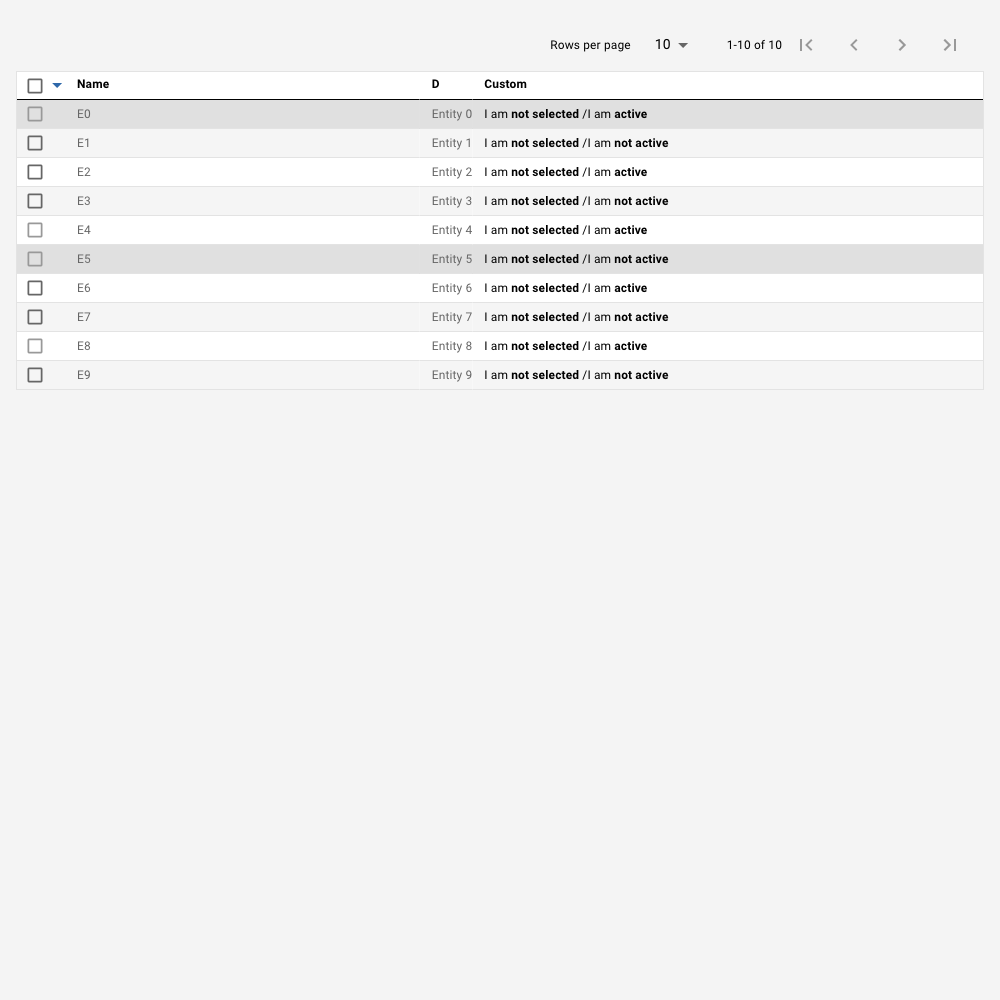 Rows per page 10 1-10 of 10
Name D Custom
E0 Entity 0 I am not selected /I am active
E1 Entity 1 I am not selected /I am not active
E2 Entity 2 I am not selected /I am active
E3 Entity 3 I am not selected /I am not active
E4 Entity 4 I am not selected /I am active
E5 Entity 5 I am not selected /I am not active
E6 Entity 6 I am not selected /I am active
E7 Entity 7 I am not selected /I am not active
E8 Entity 8 I am not selected /I am active
E9 Entity 9 I am not selected /I am not active